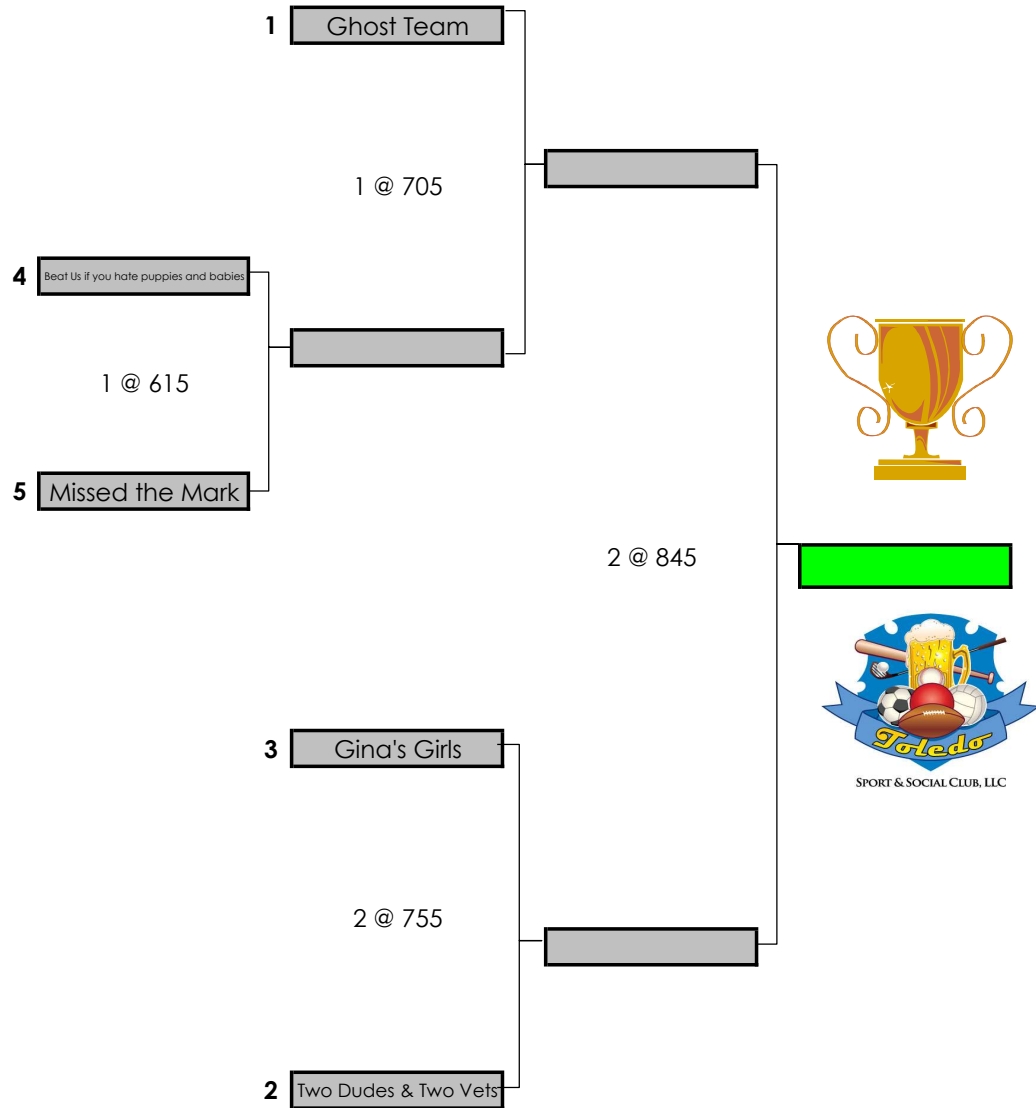 1 Ghost Team
1 @ 705
4 Beat Us if you hate puppies and babies
1 @ 615
5 Missed the Mark
2 @ 845
Toledo
SPORT & SOCIAL CLUB, LLC
3 Gina's Girls
2 @ 755
2 Two Dudes & Two Vets